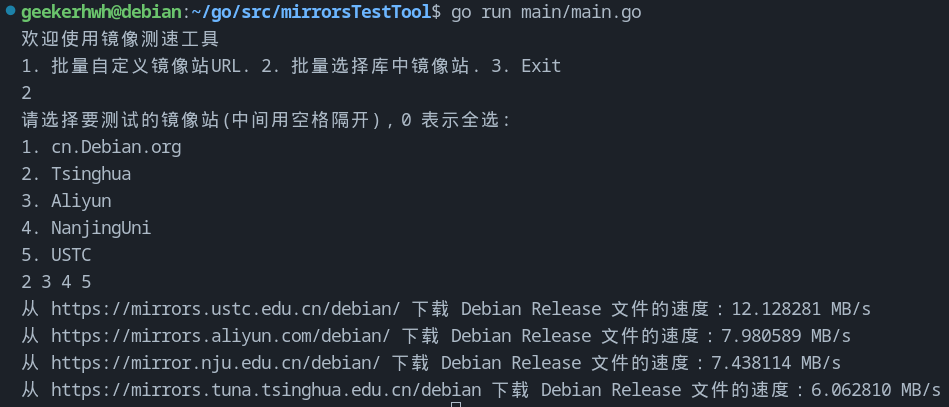 geekerhwh@debian:~/go/src/mirrorsTestTool$ go run main/main.go
欢迎使用镜像测速工具
1. 批量自定义镜像站URL. 2. 批量选择库中镜像站. 3. Exit
2
请选择要测试的镜像站(中间用空格隔开),0 表示全选:
1. cn.Debian.org
2. Tsinghua
3. Aliyun
4. NanjingUni
5. USTC
2 3 4 5
从 https://mirrors.ustc.edu.cn/debian/ 下载 Debian Release 文件的速度：12.128281 MB/s
从 https://mirrors.aliyun.com/debian/ 下载 Debian Release 文件的速度：7.980589 MB/s
从 https://mirror.nju.edu.cn/debian/ 下载 Debian Release 文件的速度：7.438114 MB/s
从 https://mirrors.tuna.tsinghua.edu.cn/debian 下载 Debian Release 文件的速度：6.062810 MB/s